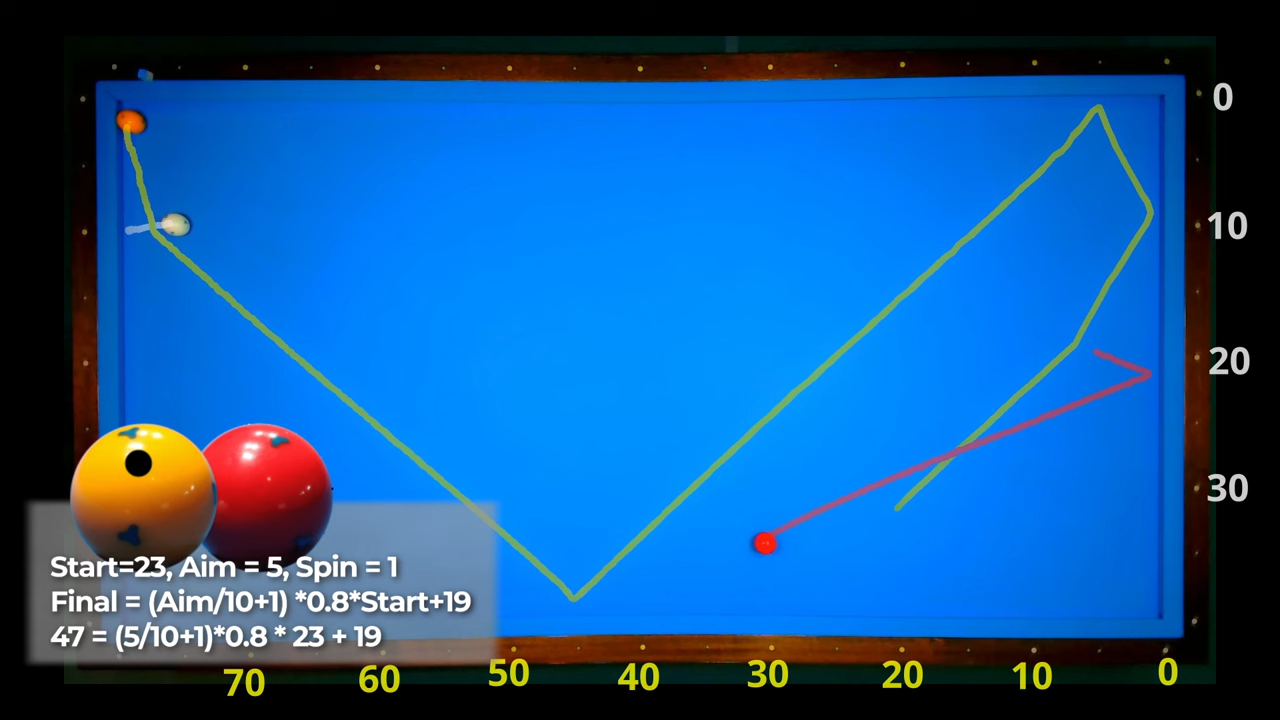 0
10
20
30
Start=23, Aim = 5, Spin = 1
Final = (Aim/10+1) *0.8*Start+19
47 = (5/10+1)*0.8 * 23 + 19
70 60 50 40 30 20 10 0